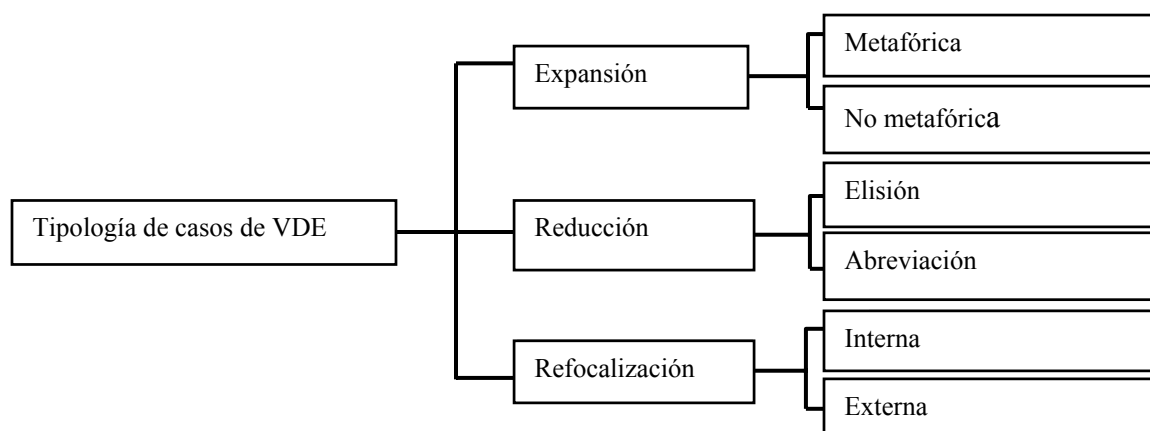 Tipología de casos de VDE
Expansión
Metafórica
No metafórica
Reducción
Elisión
Abreviación
Refocalización
Interna
Externa